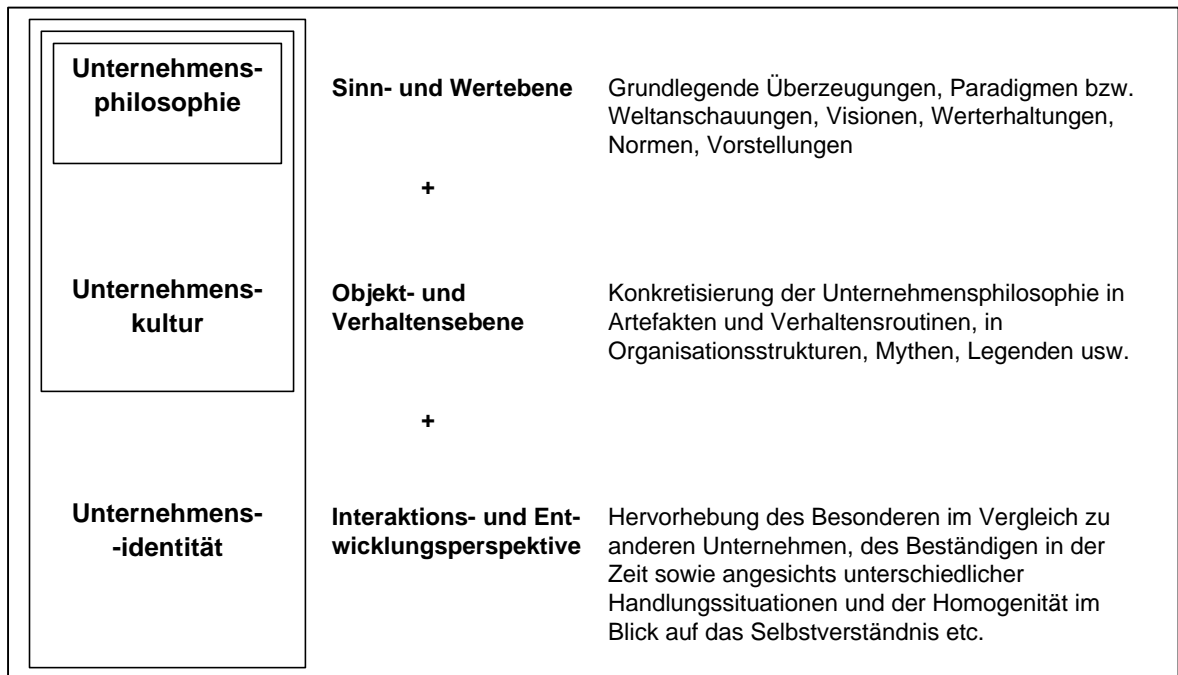 Unternehmens-
philosophie
Sinn- und Wertebene
Grundlegende Überzeugungen, Paradigmen bzw.
Weltanschauungen, Visionen, Werterhaltungen,
Normen, Vorstellungen
+
Unternehmens-
kultur
Objekt- und
Verhaltensebene
Konkretisierung der Unternehmensphilosophie in
Artefakten und Verhaltensroutinen, in
Organisationsstrukturen, Mythen, Legenden usw.
+
Unternehmens-
-identität
Interaktions- und Ent-
wicklungsperspektive
Hervorhebung des Besonderen im Vergleich zu
anderen Unternehmen, des Beständigen in der
Zeit sowie angesichts unterschiedlicher
Handlungssituationen und der Homogenität im
Blick auf das Selbstverständnis etc.